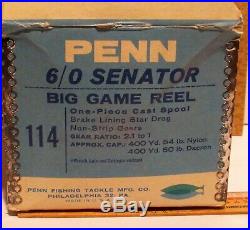 PENN
6/0 SENATOR
BIG GAME REEL
114
One-Piece Cast Spool
Brake Lining Star Drag
Non-Strip Gears
GEAR RATIO: 2.1 to 1
APPROX. CAP.: 400 Yd. 54 lb. Nylon
400 Yd. 50 lb. Dacron
PENN FISHING TACKLE MFG. CO.
PHILADELPHIA 32, PA.
MADE IN U